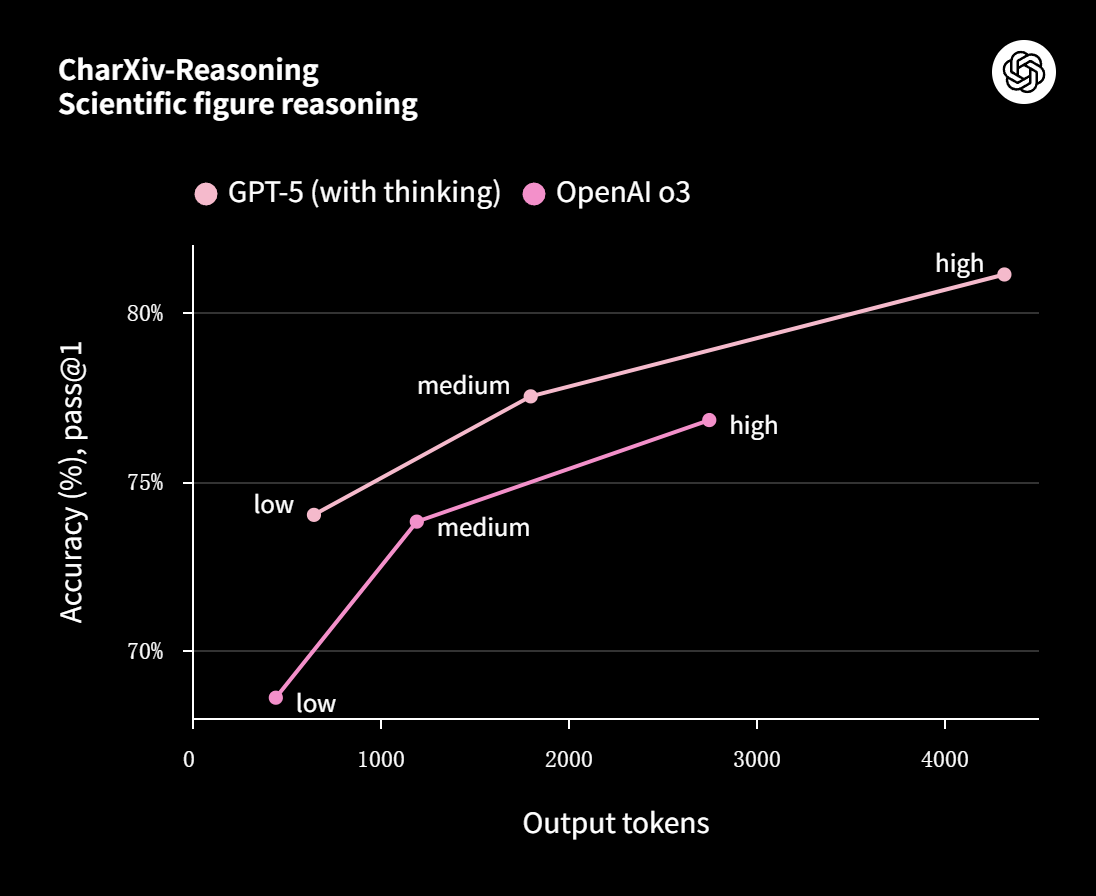 CharXiv-Reasoning
Scientific figure reasoning
GPT-5 (with thinking)
OpenAI o3
high
80%
medium
high
75%
low
medium
70%
low
Accuracy (%), pass@1
0
1000
2000
3000
4000
Output tokens